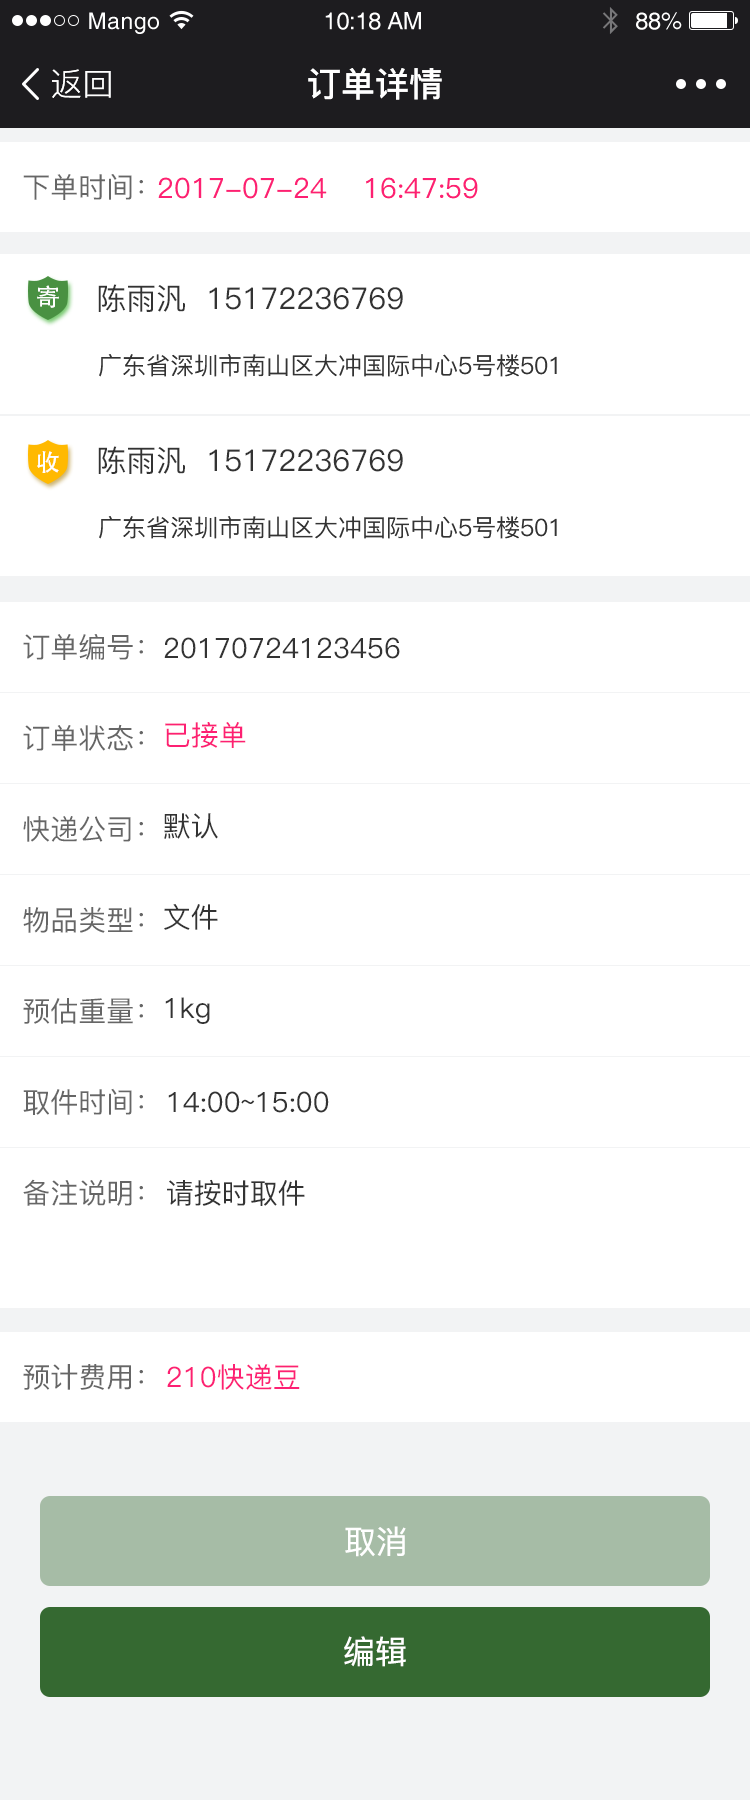 Mango 10:18 AM 88%
返回 订单详情
下单时间：2017-07-24 16:47:59
寄 陈雨汎 15172236769
广东省深圳市南山区大冲国际中心5号楼501
收 陈雨汎 15172236769
广东省深圳市南山区大冲国际中心5号楼501
订单编号：20170724123456
订单状态：已接单
快递公司：默认
物品类型：文件
预估重量：1kg
取件时间：14:00~15:00
备注说明：请按时取件
预计费用：210快递豆
取消
编辑